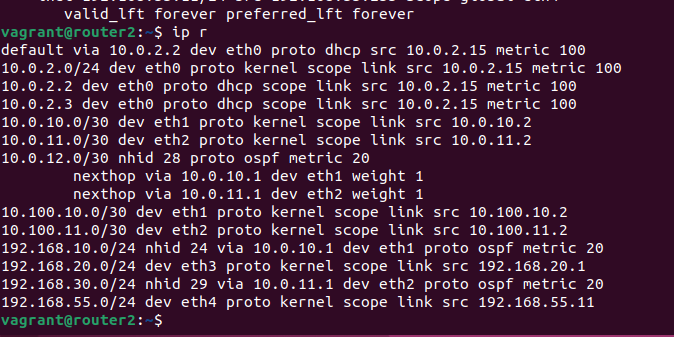 valid_lft forever preferred_lft forever
vagrant@router2:~$ ip r
default via 10.0.2.2 dev eth0 proto dhcp src 10.0.2.15 metric 100
10.0.2.0/24 dev eth0 proto kernel scope link src 10.0.2.15 metric 100
10.0.2.2 dev eth0 proto dhcp scope link src 10.0.2.15 metric 100
10.0.2.3 dev eth0 proto dhcp scope link src 10.0.2.15 metric 100
10.0.10.0/30 dev eth1 proto kernel scope link src 10.0.10.2
10.0.11.0/30 dev eth2 proto kernel scope link src 10.0.11.2
10.0.12.0/30 nhid 28 proto ospf metric 20
nexthop via 10.0.10.1 dev eth1 weight 1
nexthop via 10.0.11.1 dev eth2 weight 1
10.100.10.0/30 dev eth1 proto kernel scope link src 10.100.10.2
10.100.11.0/30 dev eth2 proto kernel scope link src 10.100.11.2
192.168.10.0/24 nhid 24 via 10.0.10.1 dev eth1 proto ospf metric 20
192.168.20.0/24 dev eth3 proto kernel scope link src 192.168.20.1
192.168.30.0/24 nhid 29 via 10.0.11.1 dev eth2 proto ospf metric 20
192.168.55.0/24 dev eth4 proto kernel scope link src 192.168.55.11
vagrant@router2:~$